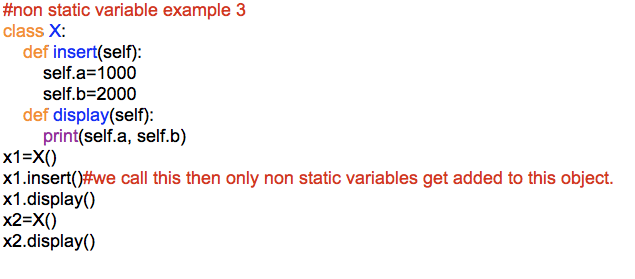 #non static variable example 3
class X:
    def insert(self):
        self.a=1000
        self.b=2000
    def display(self):
        print(self.a, self.b)
x1=X()
x1.insert()#we call this then only non static variables get added to this object.
x1.display()
x2=X()
x2.display()